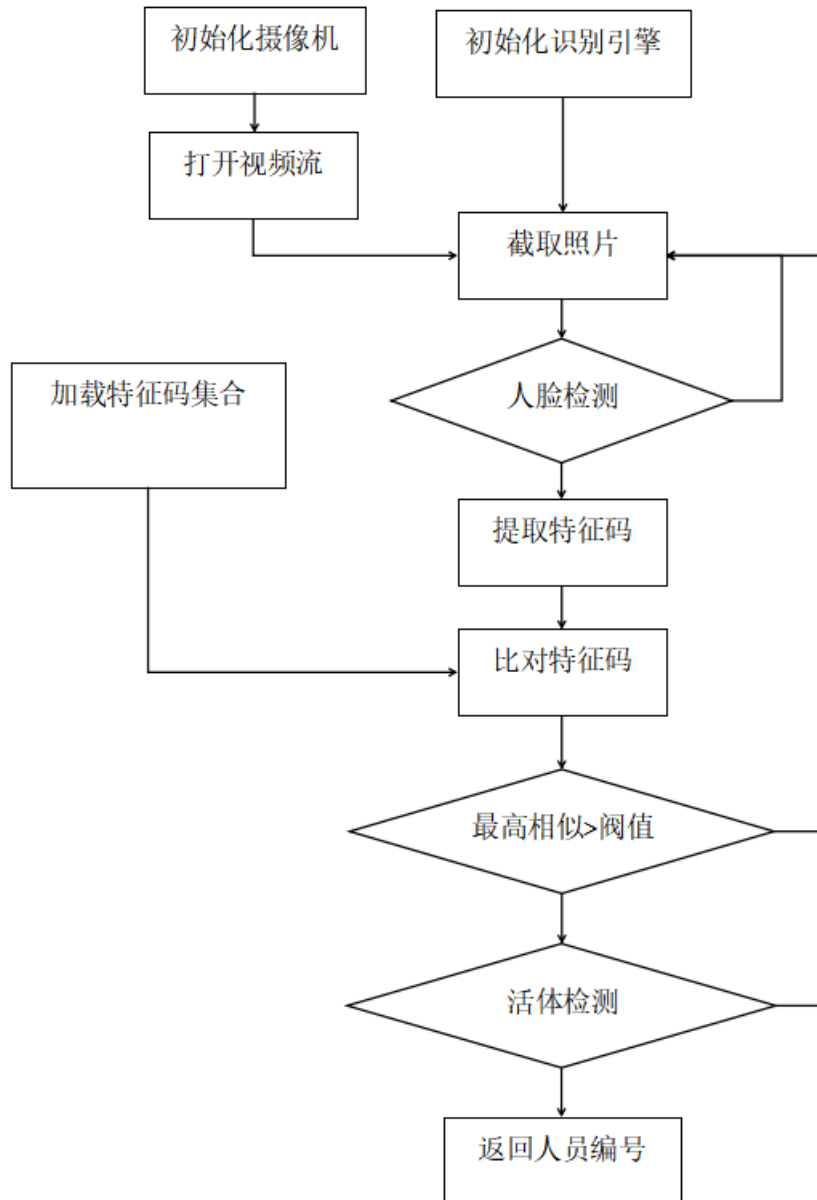 初始化摄像机
初始化识别引擎
打开视频流
截取照片
人脸检测
加载特征码集合
提取特征码
比对特征码
最高相似>阀值
活体检测
返回人员编号